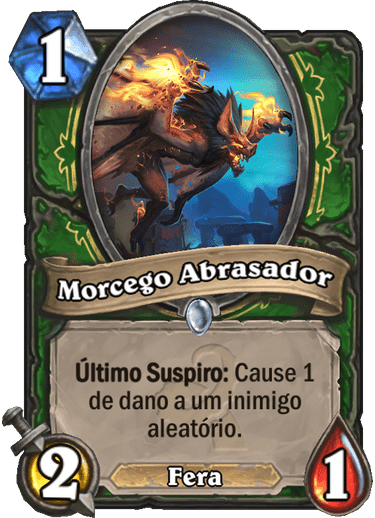 1
Morcego Abrasador
Último Suspiro: Cause 1
de dano a um inimigo
aleatório.
2
Fera
1